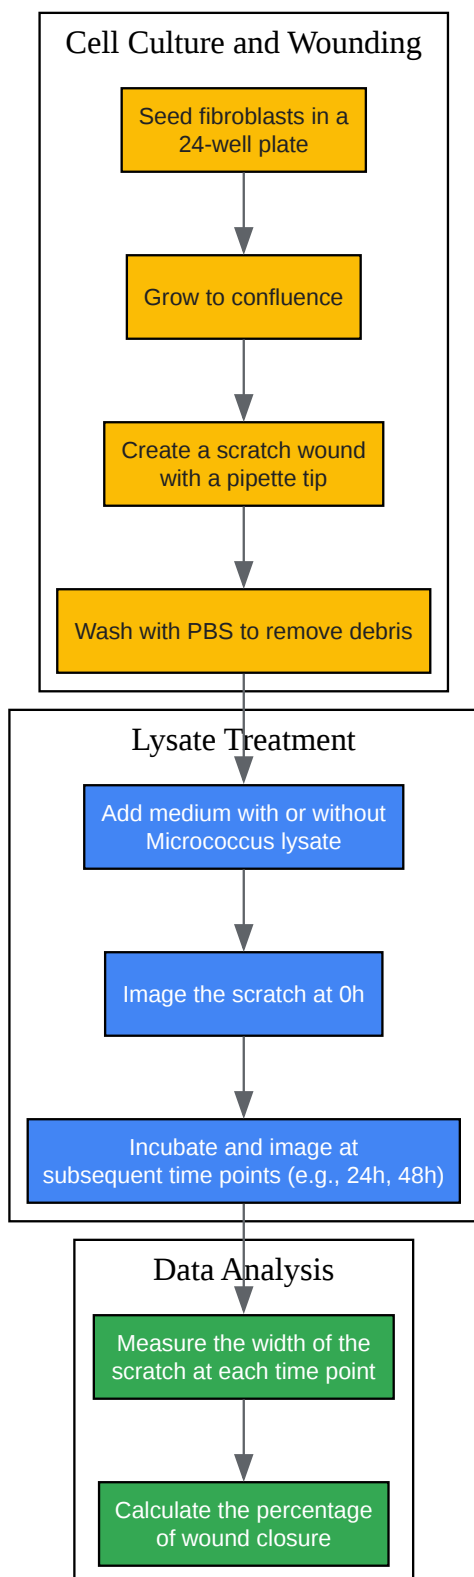 Cell Culture and Wounding
Seed fibroblasts in a
24-well plate
Grow to confluence
Create a scratch wound
with a pipette tip
Wash with PBS to remove debris
Lysate Treatment
Add medium with or without
Micrococcus lysate
Image the scratch at 0h
Incubate and image at
subsequent time points (e.g., 24h, 48h)
Data Analysis
Measure the width of the
scratch at each time point
Calculate the percentage
of wound closure